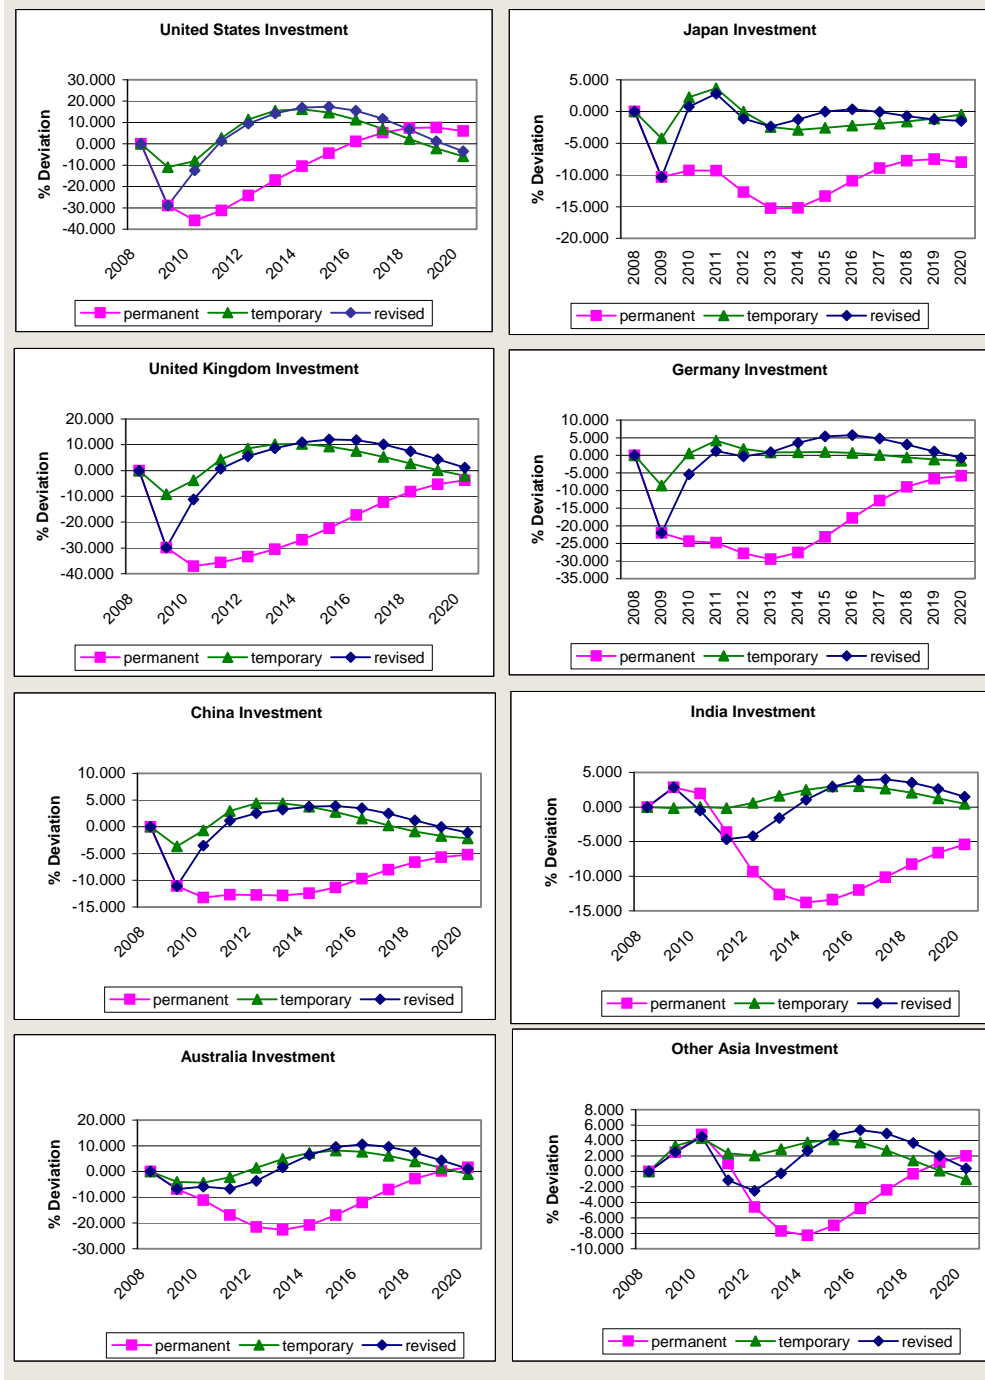 United States Investment
% Deviation
30.000
20.000
10.000
0.000
-10.000
-20.000
-30.000
-40.000
2008 2010 2012 2014 2016 2018 2020
permanent temporary revised
Japan Investment
% Deviation
5.000
0.000
-5.000
-10.000
-15.000
-20.000
2008 2009 2010 2011 2012 2013 2014 2015 2016 2017 2018 2019 2020
permanent temporary revised
United Kingdom Investment
% Deviation
20.000
10.000
0.000
-10.000
-20.000
-30.000
-40.000
2008 2010 2012 2014 2016 2018 2020
permanent temporary revised
Germany Investment
% Deviation
10.000
5.000
0.000
-5.000
-10.000
-15.000
-20.000
-25.000
-30.000
-35.000
2008 2009 2010 2011 2012 2013 2014 2015 2016 2017 2018 2019 2020
permanent temporary revised
China Investment
% Deviation
10.000
5.000
0.000
-5.000
-10.000
-15.000
2008 2010 2012 2014 2016 2018 2020
permanent temporary revised
India Investment
% Deviation
5.000
0.000
-5.000
-10.000
-15.000
2008 2010 2012 2014 2016 2018 2020
permanent temporary revised
Australia Investment
% Deviation
20.000
10.000
0.000
-10.000
-20.000
-30.000
2008 2010 2012 2014 2016 2018 2020
permanent temporary revised
Other Asia Investment
% Deviation
8.000
6.000
4.000
2.000
0.000
-2.000
-4.000
-6.000
-8.000
-10.000
2008 2010 2012 2014 2016 2018 2020
permanent temporary revised